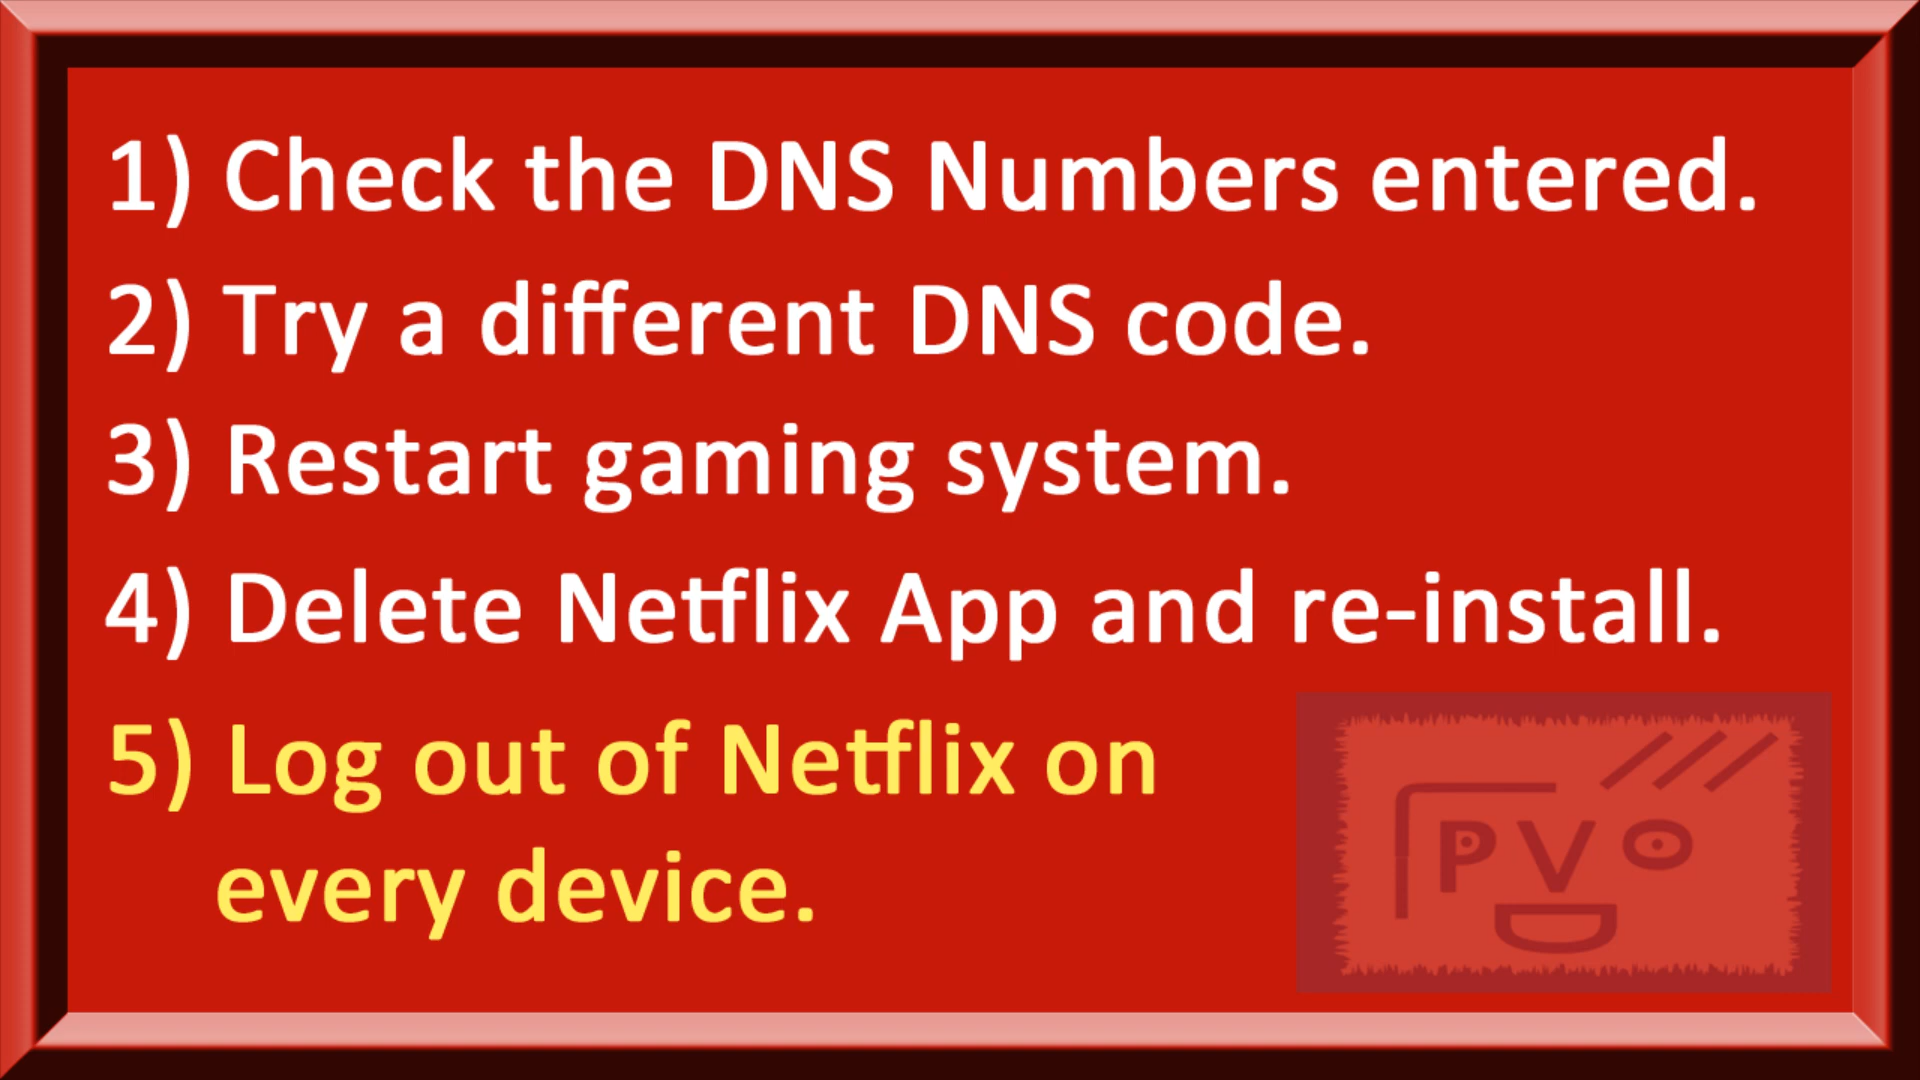 1) Check the DNS Numbers entered.
2) Try a different DNS code.
3) Restart gaming system.
4) Delete Netflix App and re-install.
5) Log out of Netflix on
every device.
PVO